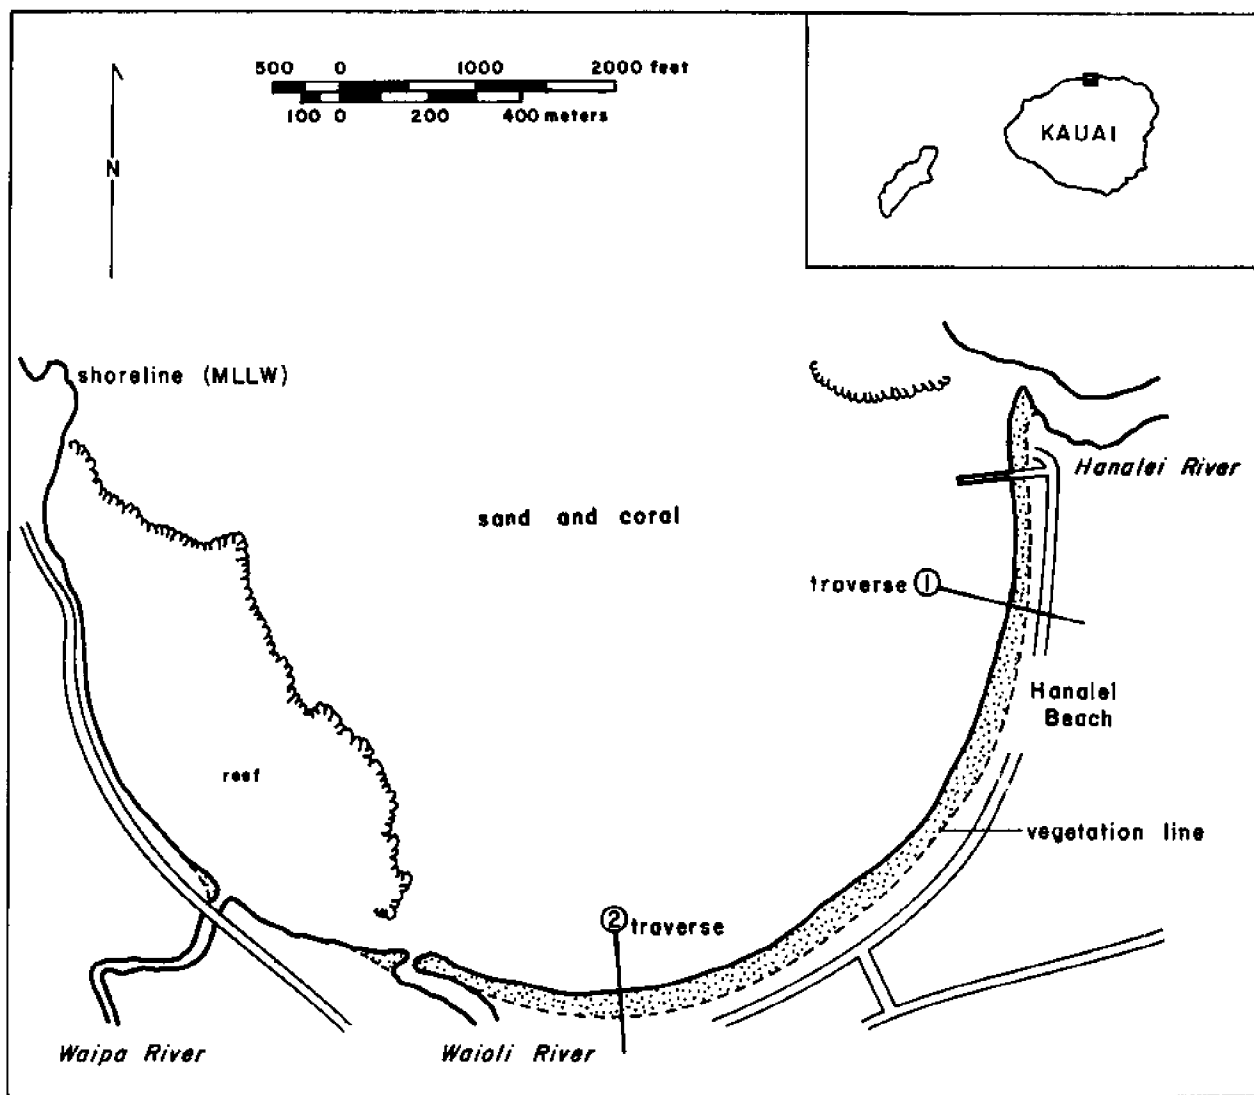 500 0 1000 2000 feet
100 0 200 400 meters
N
KAUAI
shoreline (MLLW)
Hanalei River
sand and coral
traverse 1
Hanalei
Beach
reef
vegetation line
2 traverse
Waipa River
Waioli River